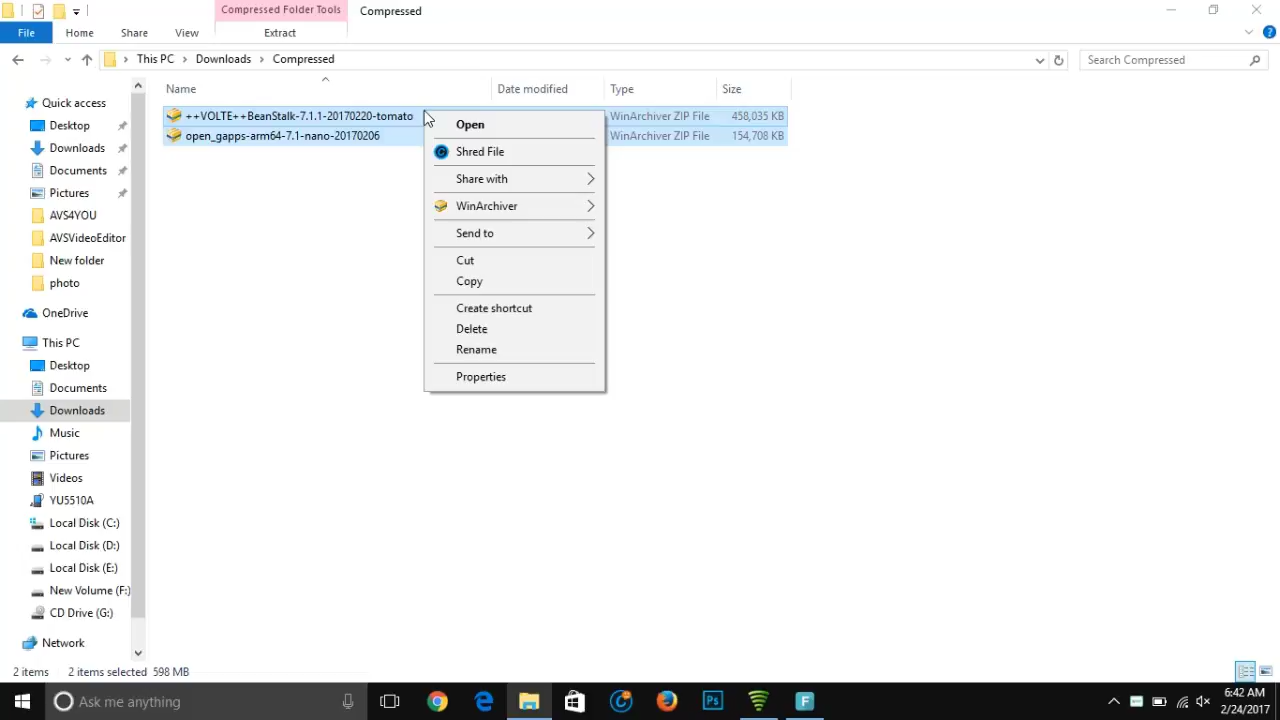 Compressed Folder Tools
Compressed
File
Home
Share
View
Extract
This PC
Downloads
Compressed
Search Compressed
Name
Date modified
Type
Size
++VOLTE++BeanStalk-7.1.1-20170220-tomato
WinArchiver ZIP File
458,035 KB
open_gapps-arm64-7.1-nano-20170206
WinArchiver ZIP File
154,708 KB
Quick access
Desktop
Downloads
Documents
Pictures
AVS4YOU
AVSVideoEditor
New folder
photo
OneDrive
This PC
Desktop
Documents
Downloads
Music
Pictures
Videos
YU5510A
Local Disk (C:)
Local Disk (D:)
Local Disk (E:)
New Volume (F:)
CD Drive (G:)
Network
Open
Shred File
Share with
WinArchiver
Send to
Cut
Copy
Create shortcut
Delete
Rename
Properties
2 items
2 items selected 598 MB
Ask me anything
Ps
F
6:42 AM
2/24/2017